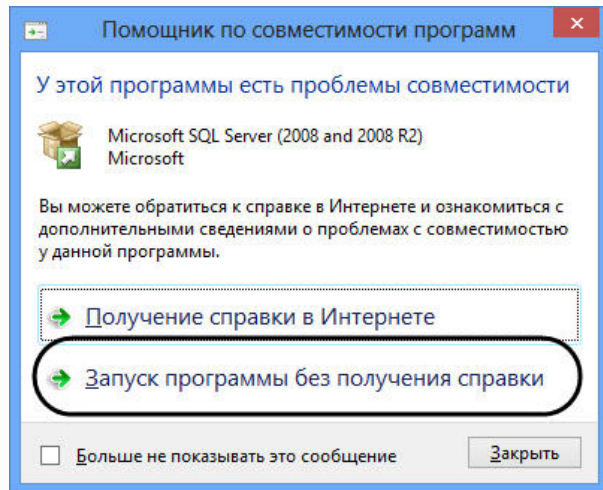 Помощник по совместимости программ
У этой программы есть проблемы совместимости
Microsoft SQL Server (2008 and 2008 R2)
Microsoft
Вы можете обратиться к справке в Интернете и ознакомиться с
дополнительными сведениями о проблемах с совместимостью
у данной программы.
Получение справки в Интернете
Запуск программы без получения справки
Больше не показывать это сообщение
Закрыть